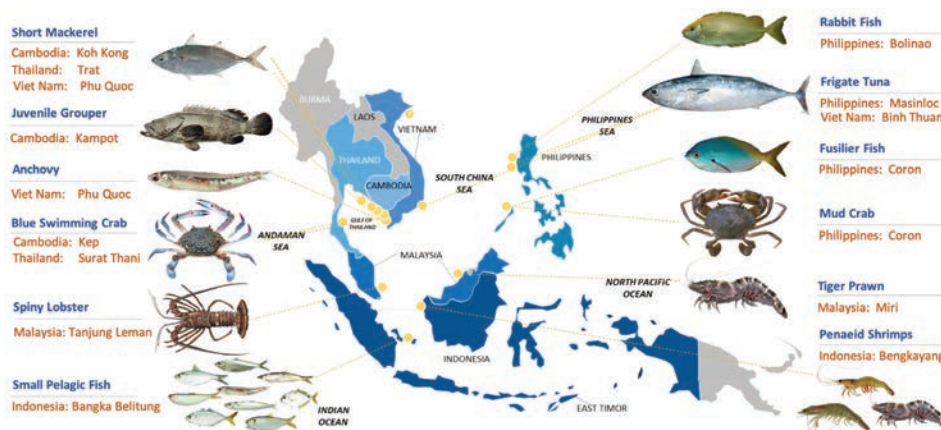 Short Mackerel
Cambodia: Koh Kong
Thailand: Trat
Viet Nam: Phu Quoc
Juvenile Grouper
Cambodia: Kampot
Anchovy
Viet Nam: Phu Quoc
Blue Swimming Crab
Cambodia: Kep
Thailand: Surat Thani
Spiny Lobster
Malaysia: Tanjung Leman
Small Pelagic Fish
Indonesia: Bangka Belitung
BURMA
LAOS
VIETNAM
THAILAND
CAMBODIA
GULF OF
THAILAND
ANDAMAN
SEA
SOUTH CHINA
SEA
PHILIPPINES
SEA
PHILIPPINES
MALAYSIA
NORTH PACIFIC
OCEAN
INDONESIA
INDIAN
OCEAN
EAST TIMOR
Rabbit Fish
Philippines: Bolinao
Frigate Tuna
Philippines: Masinloc
Viet Nam: Binh Thuan
Fusilier Fish
Philippines: Coron
Mud Crab
Philippines: Coron
Tiger Prawn
Malaysia: Miri
Penaeid Shrimps
Indonesia: Bengkayang